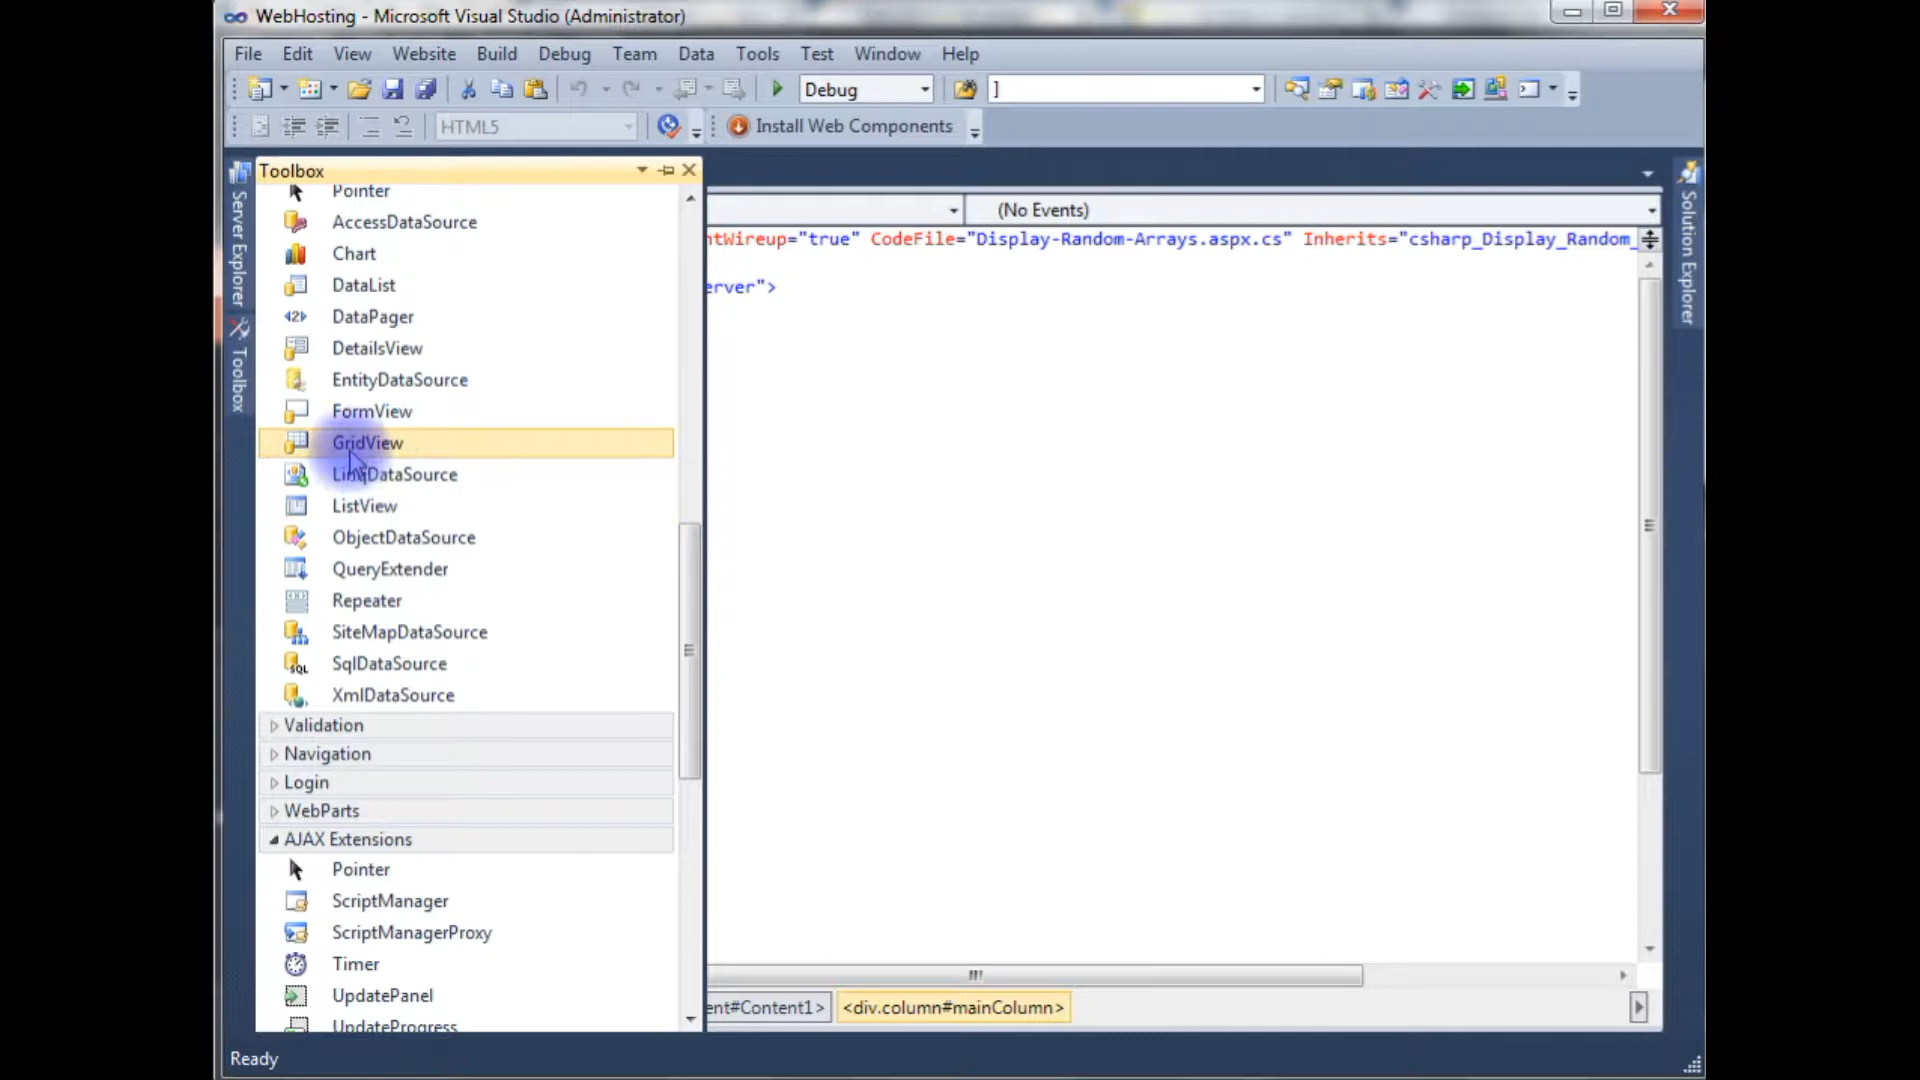 WebHosting - Microsoft Visual Studio (Administrator)
File Edit View Website Build Debug Team Data Tools Test Window Help
Debug ]
HTML5 Install Web Components
Toolbox
Server Explorer
Toolbox
Pointer
AccessDataSource
Chart
DataList
DataPager
DetailsView
EntityDataSource
FormView
GridView
LinqDataSource
ListView
ObjectDataSource
QueryExtender
Repeater
SiteMapDataSource
SqlDataSource
XmlDataSource
Validation
Navigation
Login
WebParts
AJAX Extensions
Pointer
ScriptManager
ScriptManagerProxy
Timer
UpdatePanel
UpdateProgress
(No Events)
ntWireup="true" CodeFile="Display-Random-Arrays.aspx.cs" Inherits="csharp_Display_Random_
erver">
ent#Content1> <div.column#mainColumn>
Solution Explorer
Ready